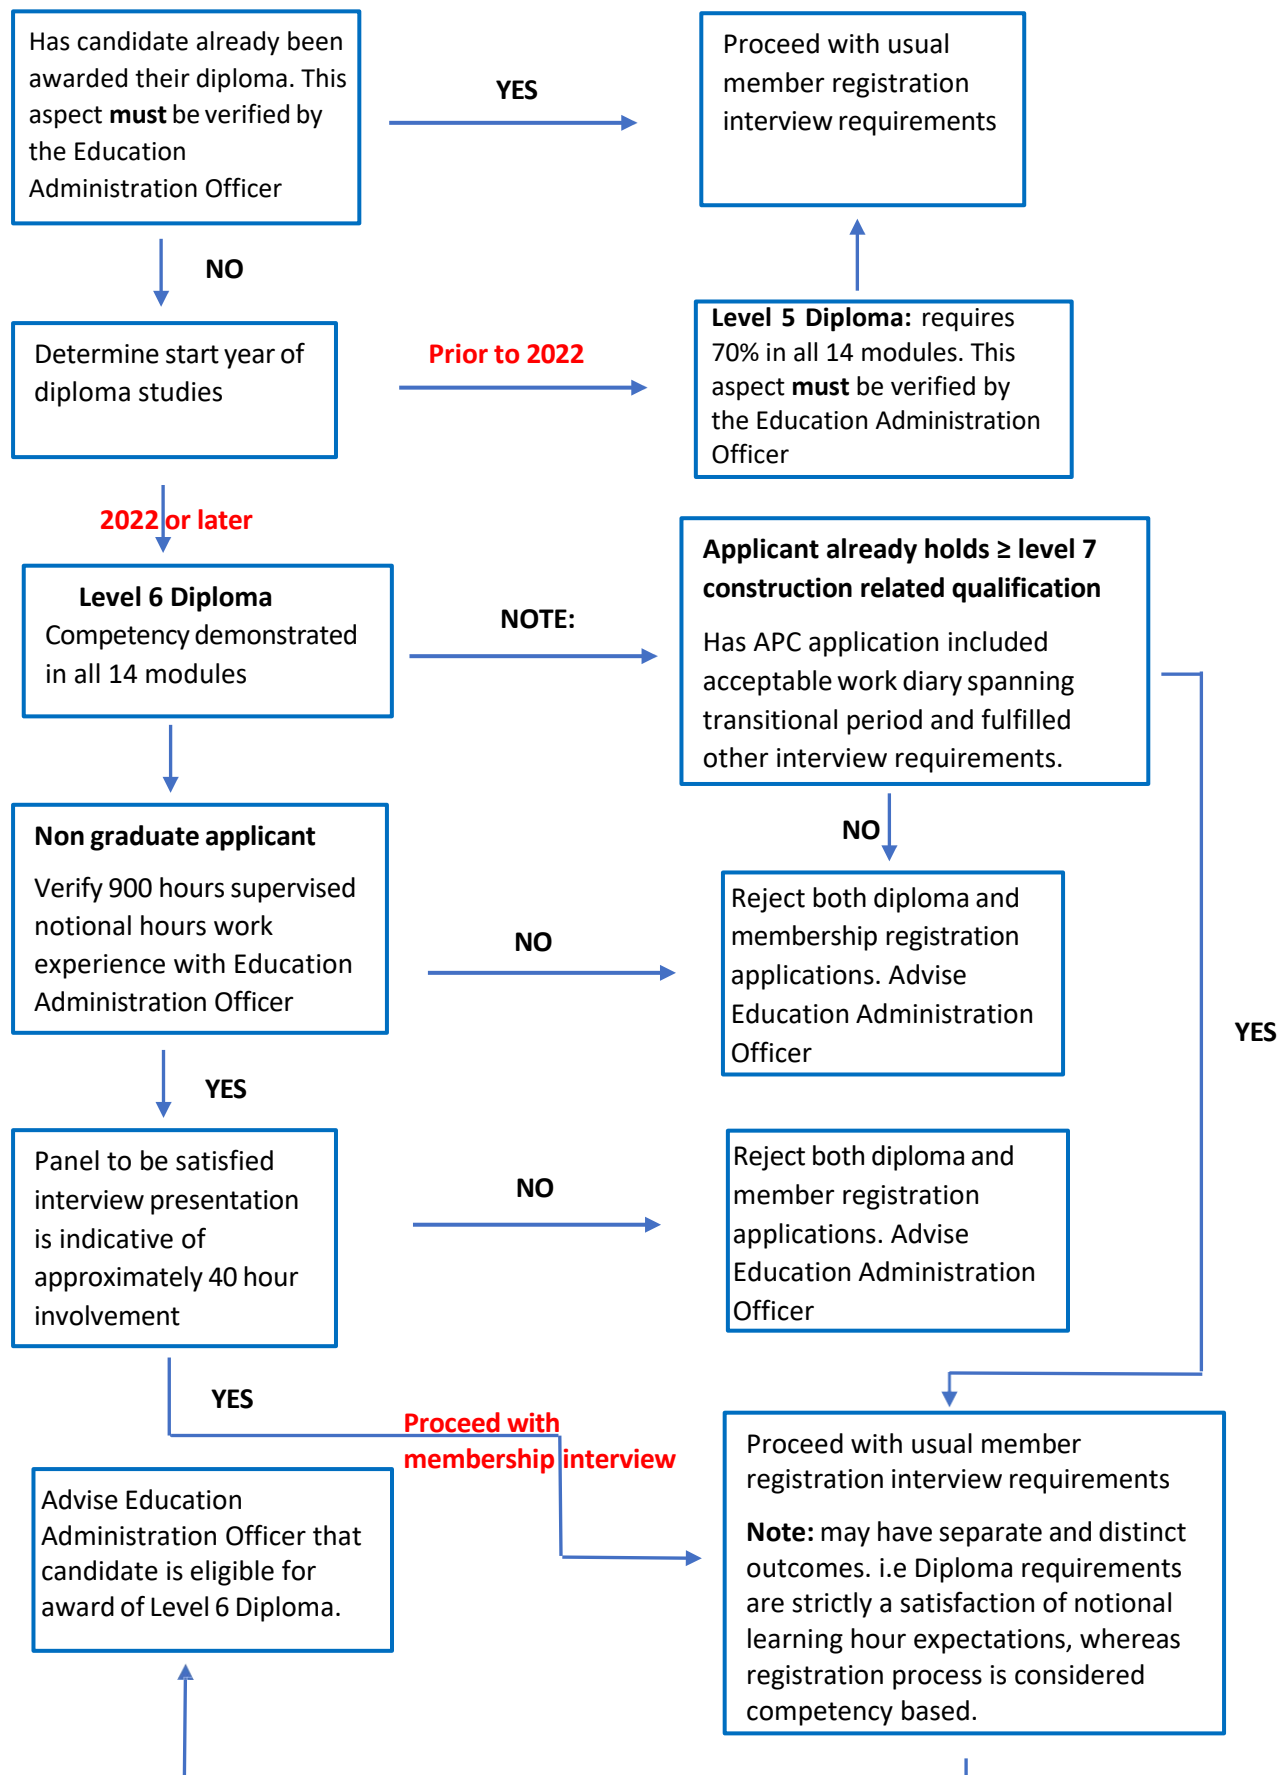 Has candidate already been
awarded their diploma. This
aspect must be verified by
the Education
Administration Officer
YES
Proceed with usual
member registration
interview requirements
NO
Determine start year of
diploma studies
Prior to 2022
Level 5 Diploma: requires
70% in all 14 modules. This
aspect must be verified by
the Education Administration
Officer
2022 or later
Level 6 Diploma
Competency demonstrated
in all 14 modules
NOTE:
Applicant already holds ≥ level 7
construction related qualification
Has APC application included
acceptable work diary spanning
transitional period and fulfilled
other interview requirements.
Non graduate applicant
Verify 900 hours supervised
notional hours work
experience with Education
Administration Officer
NO
NO
Reject both diploma and
membership registration
applications. Advise
Education Administration
Officer
YES
YES
Panel to be satisfied
interview presentation
is indicative of
approximately 40 hour
involvement
NO
Reject both diploma and
member registration
applications. Advise
Education Administration
Officer
YES
Proceed with
membership interview
Advise Education
Administration Officer that
candidate is eligible for
award of Level 6 Diploma.
Proceed with usual member
registration interview requirements
Note: may have separate and distinct
outcomes. i.e Diploma requirements
are strictly a satisfaction of notional
learning hour expectations, whereas
registration process is considered
competency based.